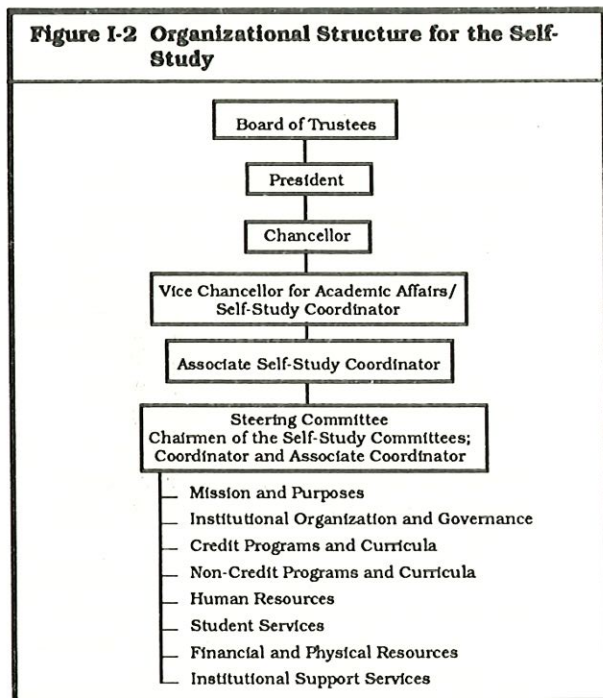 Figure I-2 Organizational Structure for the Self-
Study
Board of Trustees
President
Chancellor
Vice Chancellor for Academic Affairs/
Self-Study Coordinator
Associate Self-Study Coordinator
Steering Committee
Chairmen of the Self-Study Committees;
Coordinator and Associate Coordinator
Mission and Purposes
Institutional Organization and Governance
Credit Programs and Curricula
Non-Credit Programs and Curricula
Human Resources
Student Services
Financial and Physical Resources
Institutional Support Services